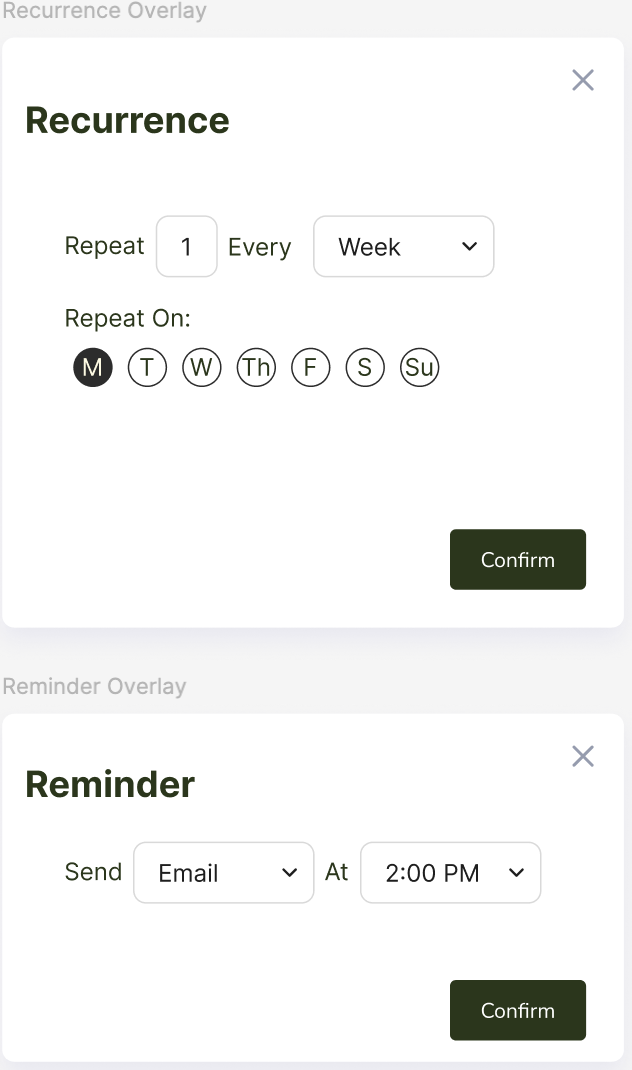 Recurrence Overlay
Recurrence
Repeat 1 Every Week
Repeat On:
M T W Th F S Su
Confirm
Reminder Overlay
Reminder
Send Email At 2:00 PM
Confirm